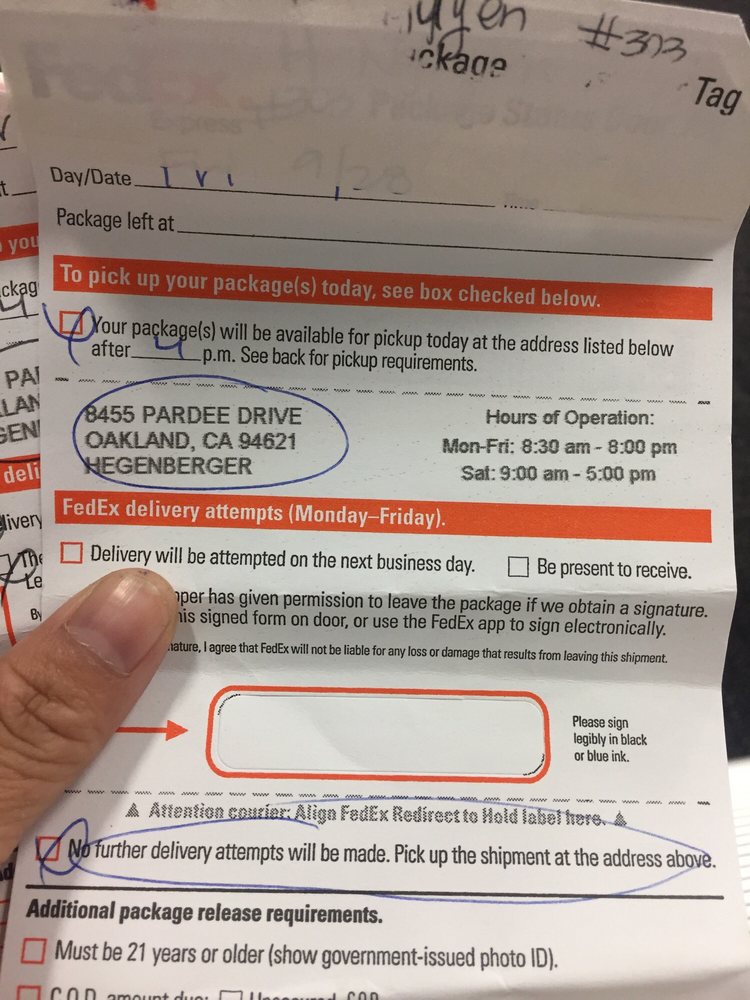 #303
ckage
Tag
Day/Date Fri 9/28
Package left at
To pick up your package(s) today, see box checked below.
Your package(s) will be available for pickup today at the address listed below
after 4 p.m. See back for pickup requirements.
8455 PARDEE DRIVE
OAKLAND, CA 94621
HEGENBERGER
Hours of Operation:
Mon-Fri: 8:30 am - 8:00 pm
Sat: 9:00 am - 5:00 pm
FedEx delivery attempts (Monday–Friday).
Delivery will be attempted on the next business day.
Be present to receive.
pper has given permission to leave the package if we obtain a signature.
his signed form on door, or use the FedEx app to sign electronically.
nature, I agree that FedEx will not be liable for any loss or damage that results from leaving this shipment.
Please sign
legibly in black
or blue ink.
Attention courier: Align FedEx Redirect to Hold label here.
No further delivery attempts will be made. Pick up the shipment at the address above.
Additional package release requirements.
Must be 21 years or older (show government-issued photo ID).
C.O.D. amount due: